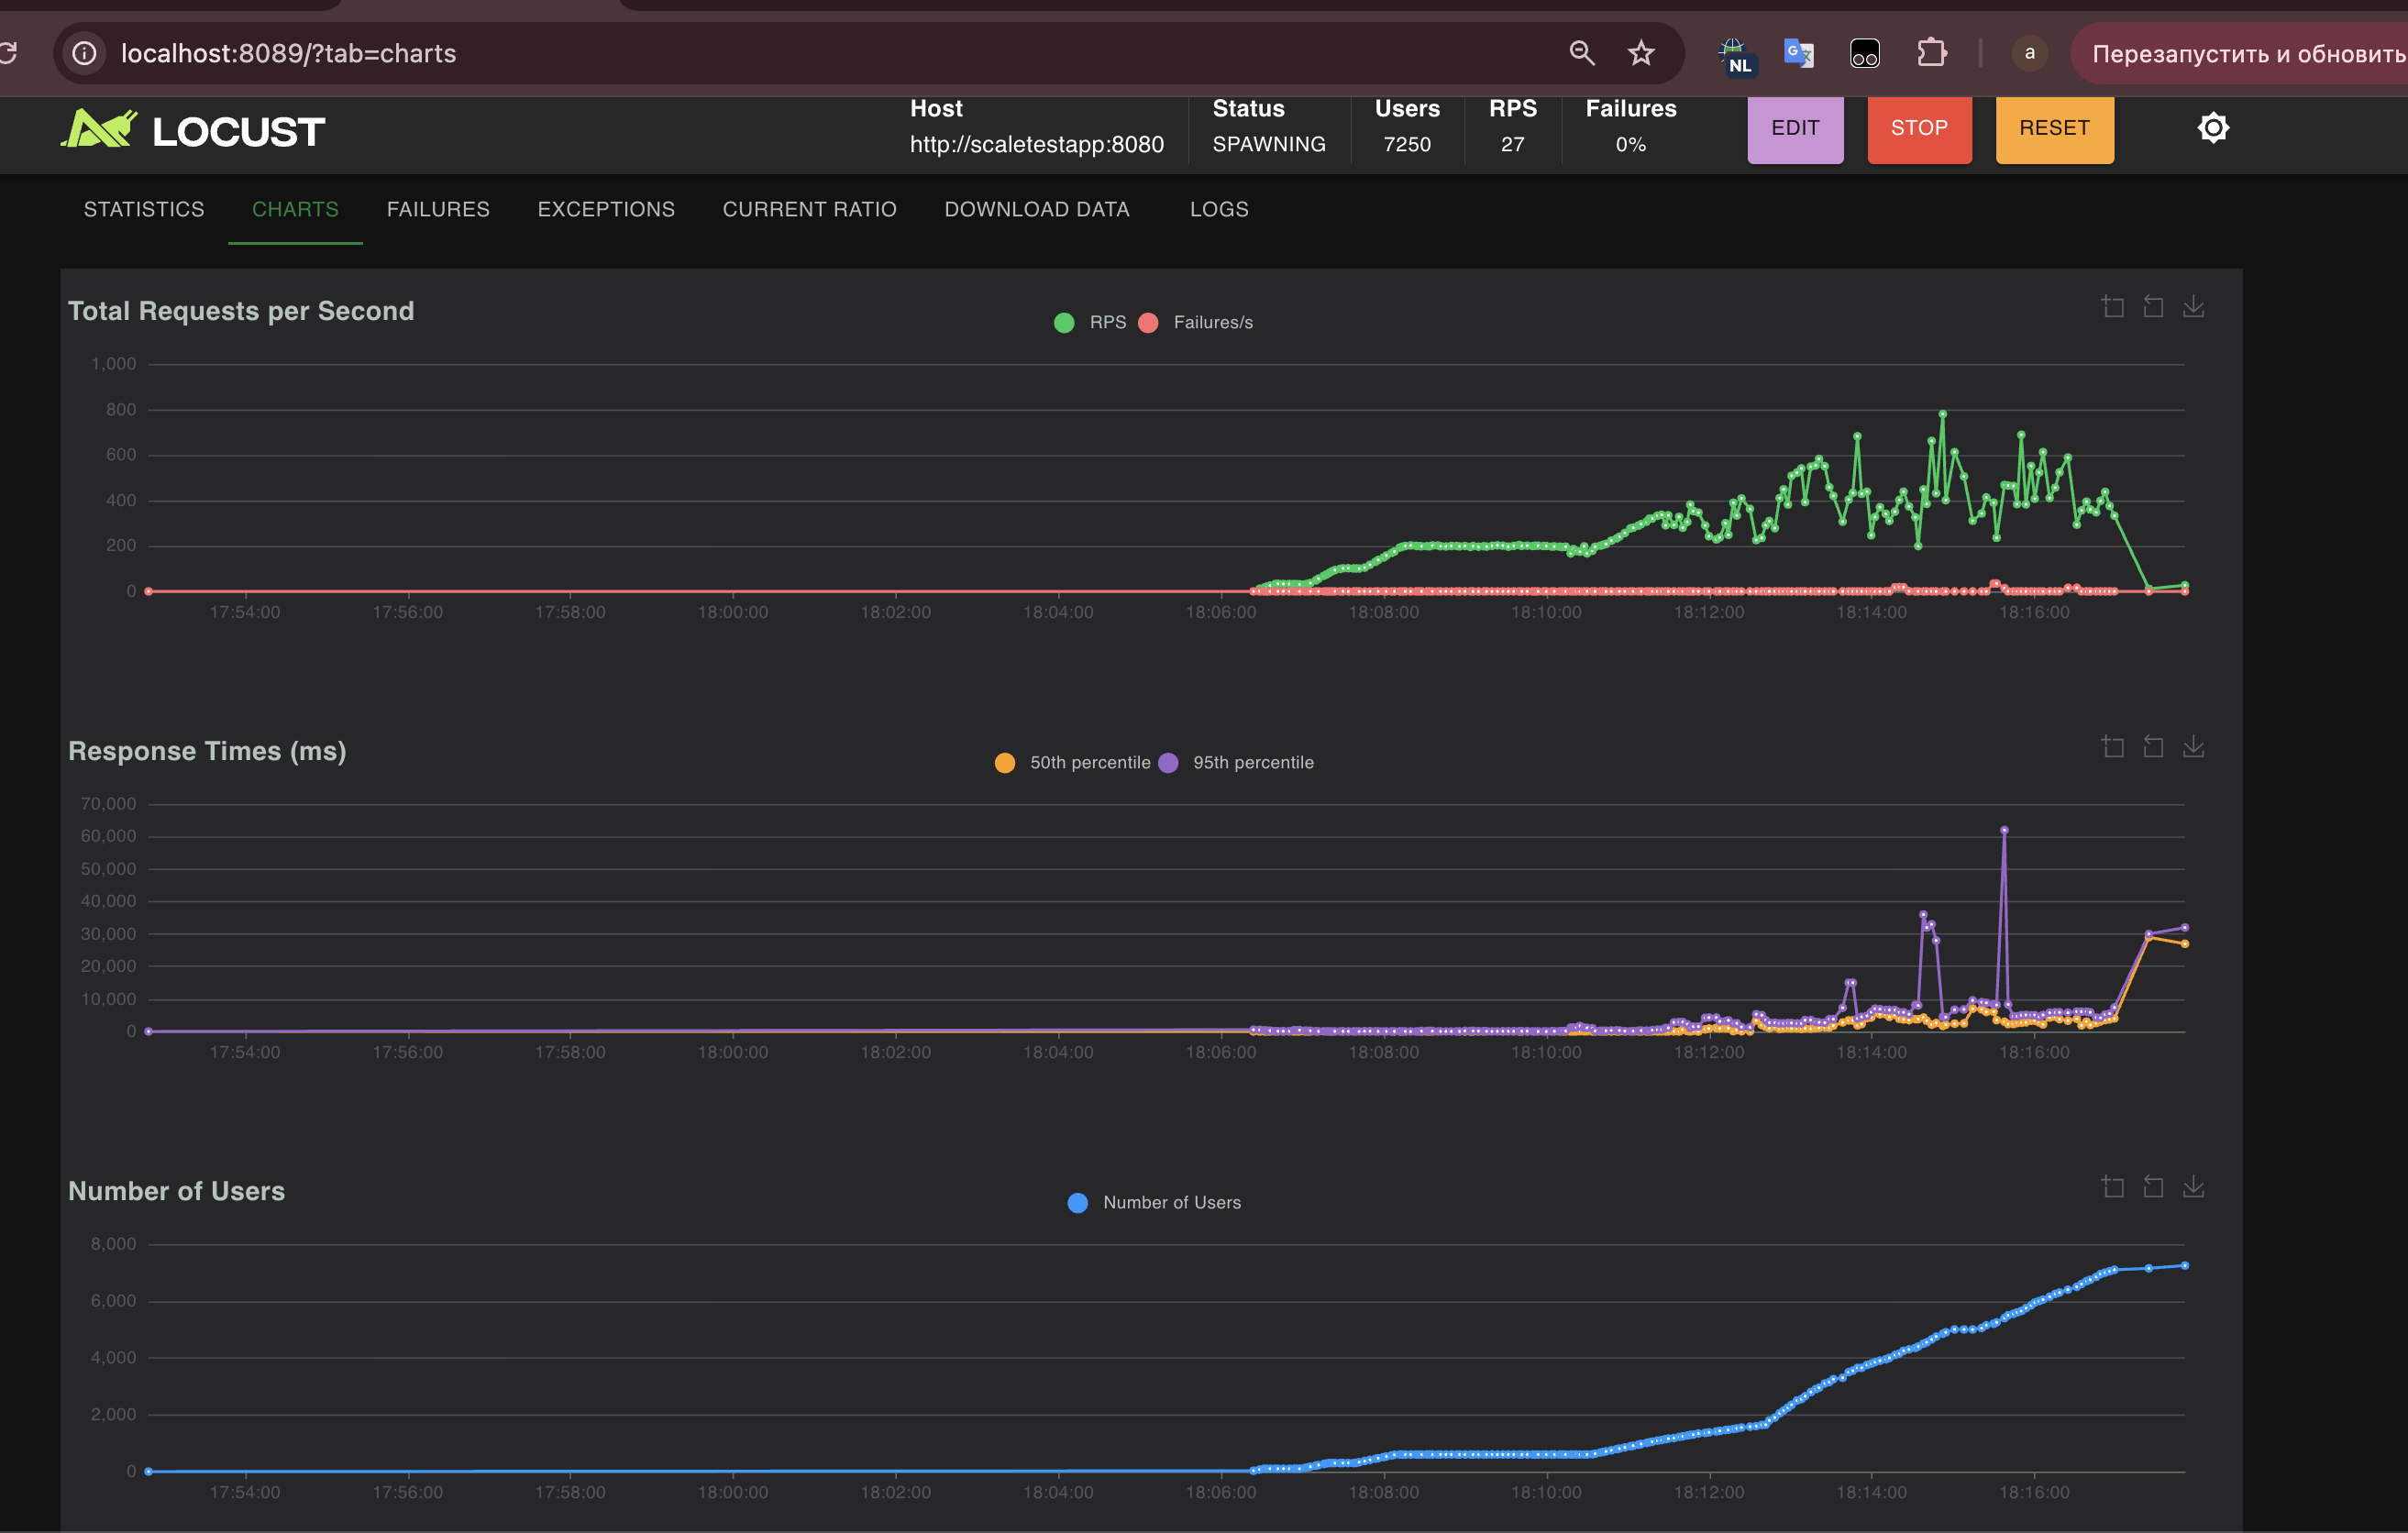 localhost:8089/?tab=charts
NL
G
a
Перезапустить и обновить
LOCUST
Host
http://scaletestapp:8080
Status
SPAWNING
Users
7250
RPS
27
Failures
0%
EDIT
STOP
RESET
STATISTICS
CHARTS
FAILURES
EXCEPTIONS
CURRENT RATIO
DOWNLOAD DATA
LOGS
Total Requests per Second
RPS
Failures/s
1,000
800
600
400
200
0
17:54:00
17:56:00
17:58:00
18:00:00
18:02:00
18:04:00
18:06:00
18:08:00
18:10:00
18:12:00
18:14:00
18:16:00
Response Times (ms)
50th percentile
95th percentile
70,000
60,000
50,000
40,000
30,000
20,000
10,000
0
17:54:00
17:56:00
17:58:00
18:00:00
18:02:00
18:04:00
18:06:00
18:08:00
18:10:00
18:12:00
18:14:00
18:16:00
Number of Users
Number of Users
8,000
6,000
4,000
2,000
0
17:54:00
17:56:00
17:58:00
18:00:00
18:02:00
18:04:00
18:06:00
18:08:00
18:10:00
18:12:00
18:14:00
18:16:00